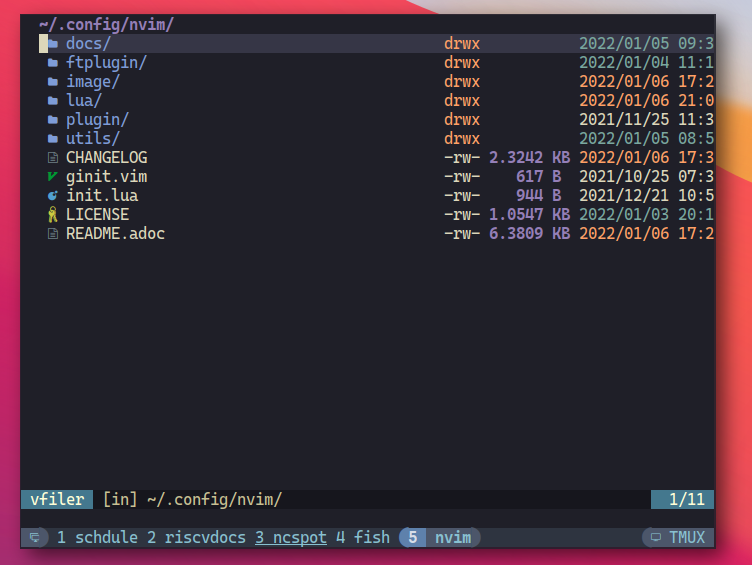 ~/.config/nvim/
docs/ drwx 2022/01/05 09:3
ftplugin/ drwx 2022/01/04 11:1
image/ drwx 2022/01/06 17:2
lua/ drwx 2022/01/06 21:0
plugin/ drwx 2021/11/25 11:3
utils/ drwx 2022/01/05 08:5
CHANGELOG -rw- 2.3242 KB 2022/01/06 17:3
ginit.vim -rw- 617 B 2021/10/25 07:3
init.lua -rw- 944 B 2021/12/21 10:5
LICENSE -rw- 1.0547 KB 2022/01/03 20:1
README.adoc -rw- 6.3809 KB 2022/01/06 17:2
vfiler [in] ~/.config/nvim/ 1/11
1 schdule 2 riscvdocs 3 ncspot 4 fish 5 nvim TMUX